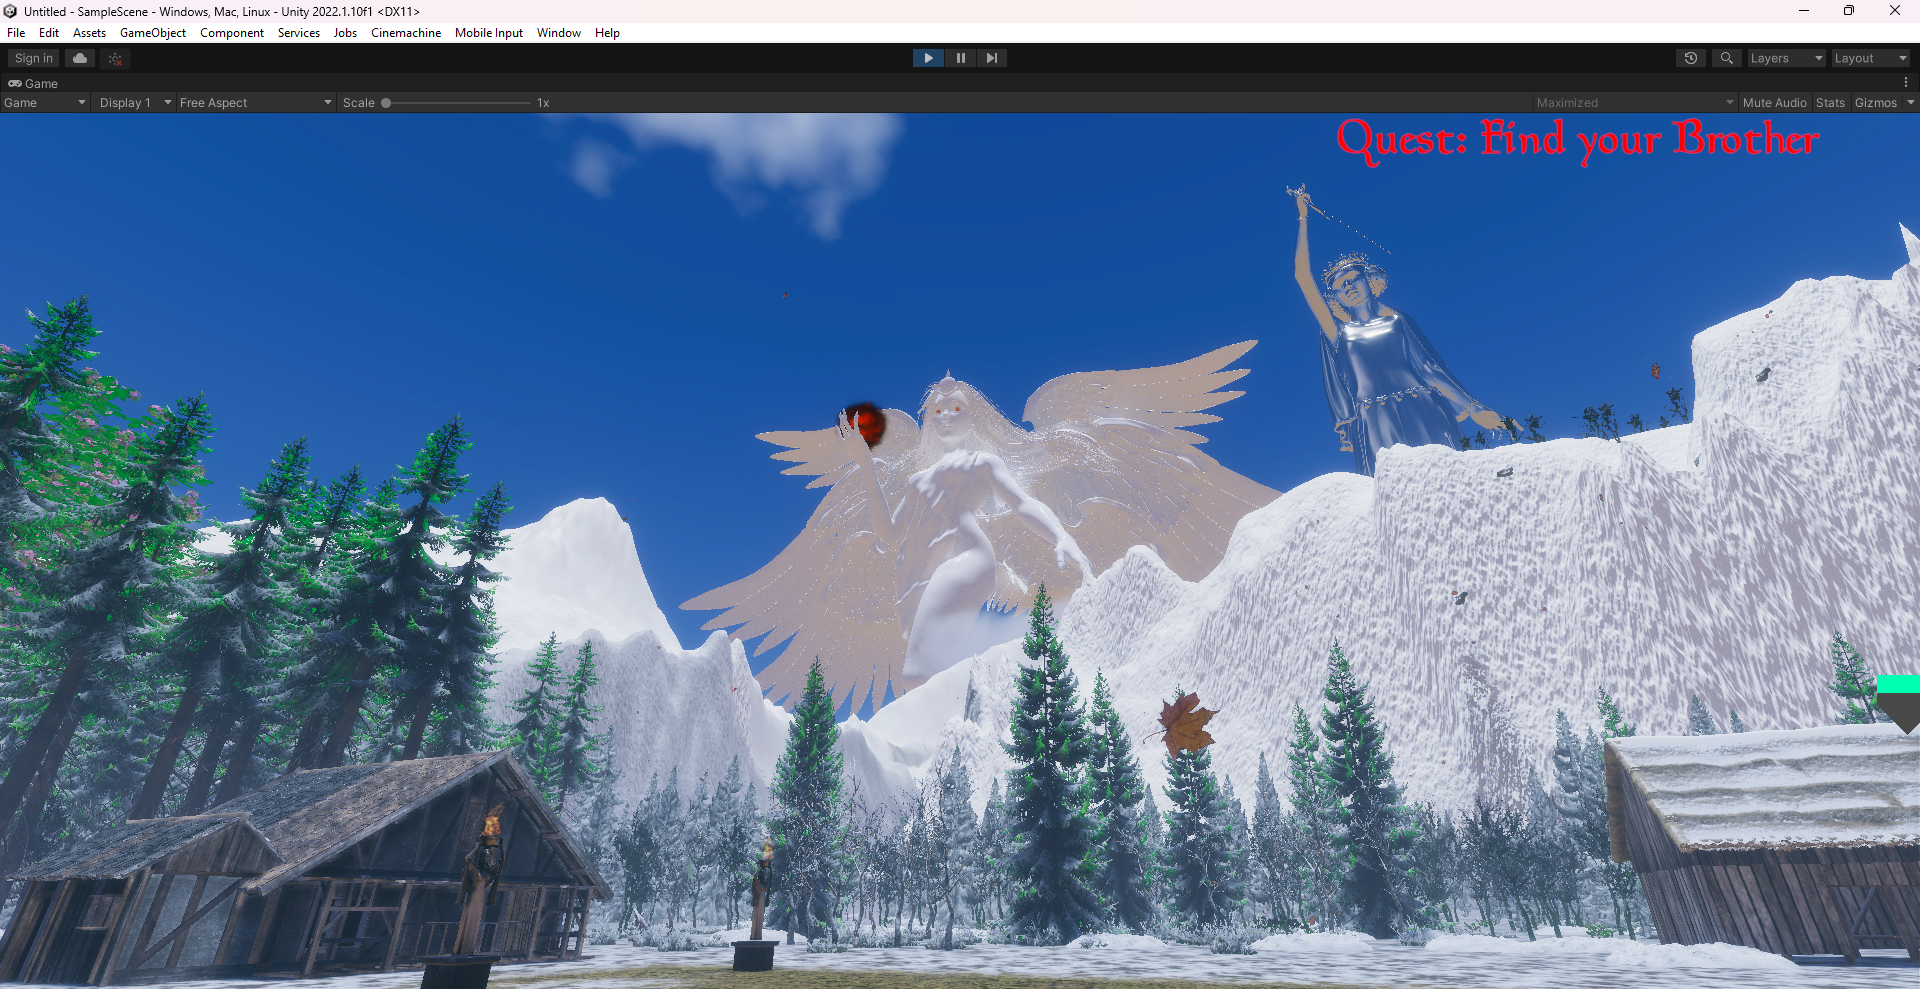 Untitled - SampleScene - Windows, Mac, Linux - Unity 2022.1.10f1 <DX11>
File Edit Assets GameObject Component Services Jobs Cinemachine Mobile Input Window Help
Sign in Layers Layout
Game
Game Display 1 Free Aspect Scale 1x Maximized Mute Audio Stats Gizmos
Quest: Find your Brother